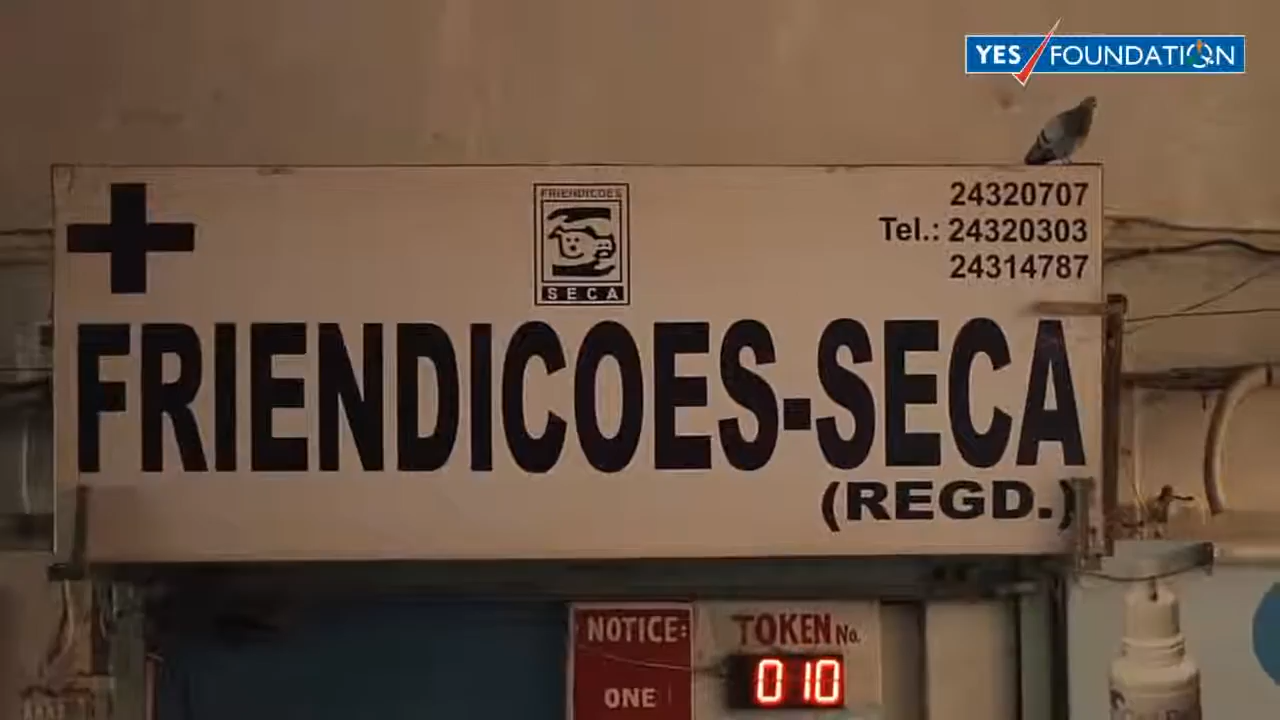 YES FOUNDATION
24320707
Tel.: 24320303
24314787
FRIENDICOES
SECA
FRIENDICOES-SECA
(REGD.)
NOTICE:
ONE
TOKEN No.
010